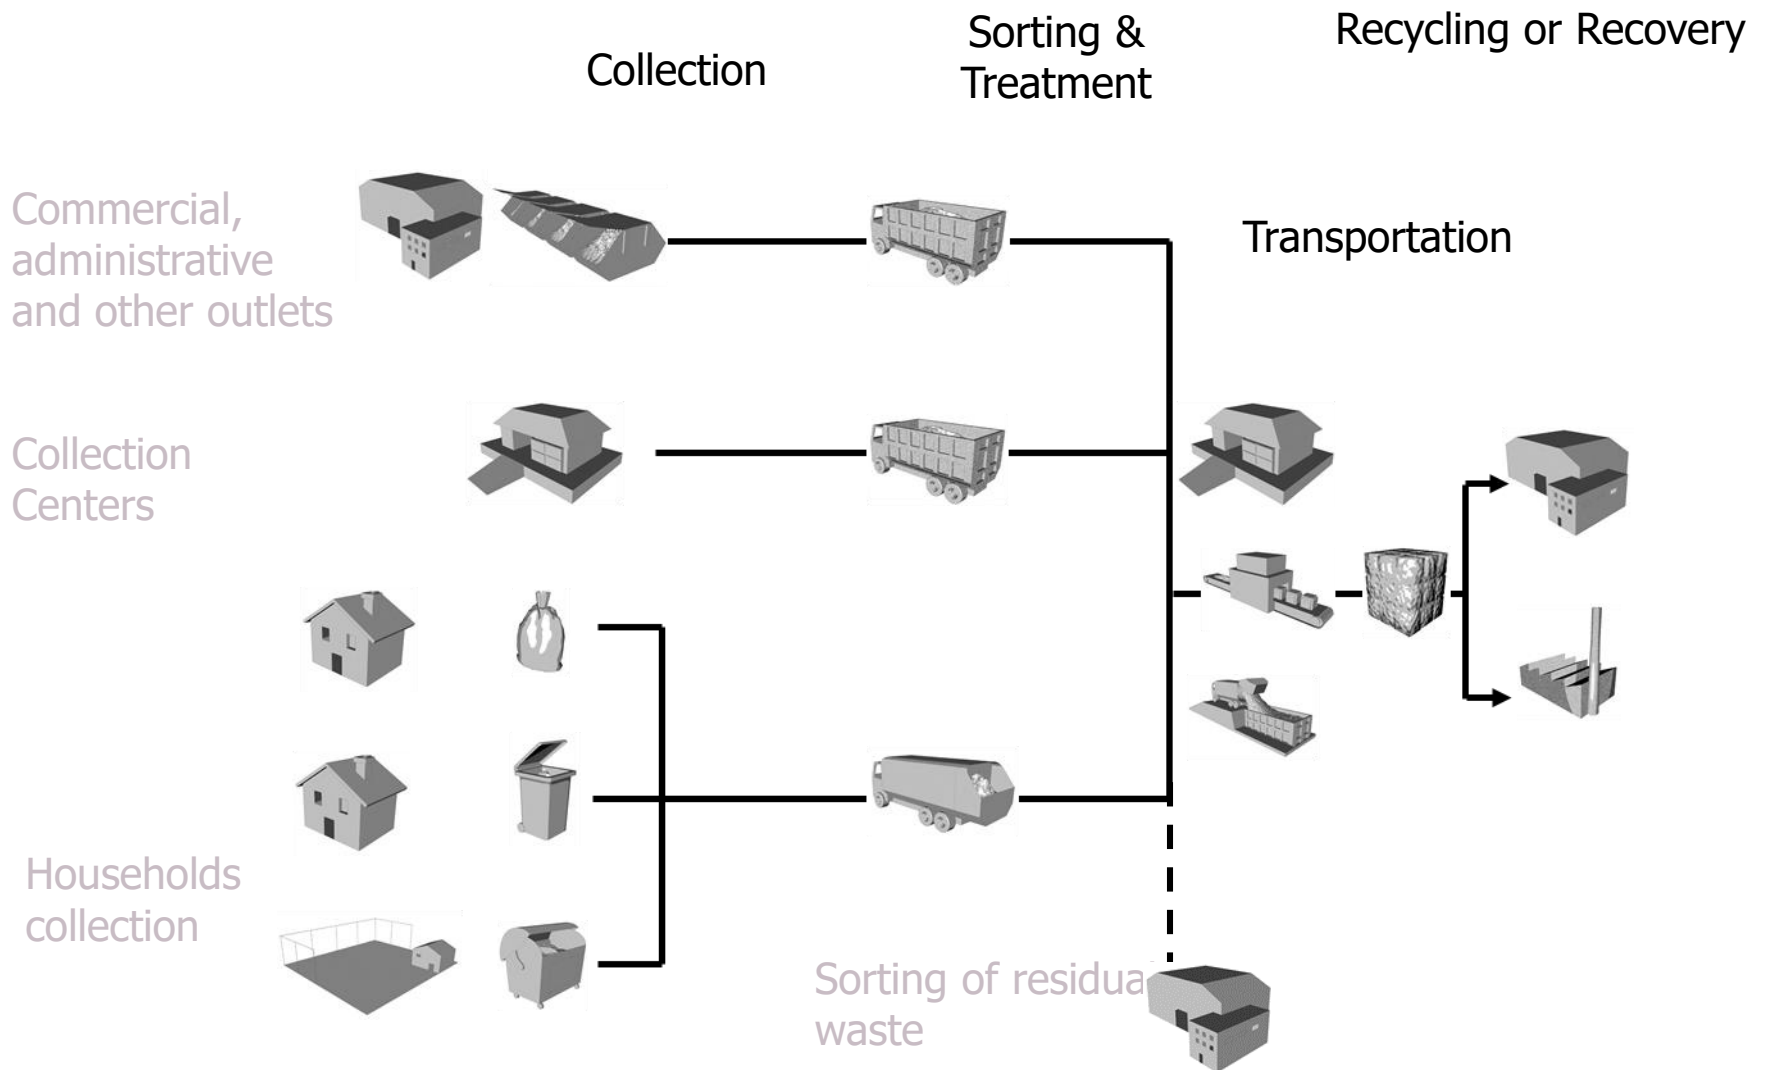 Collection
Sorting &
Treatment
Recycling or Recovery
Commercial,
administrative
and other outlets
Transportation
Collection
Centers
Households
collection
Sorting of residua
waste